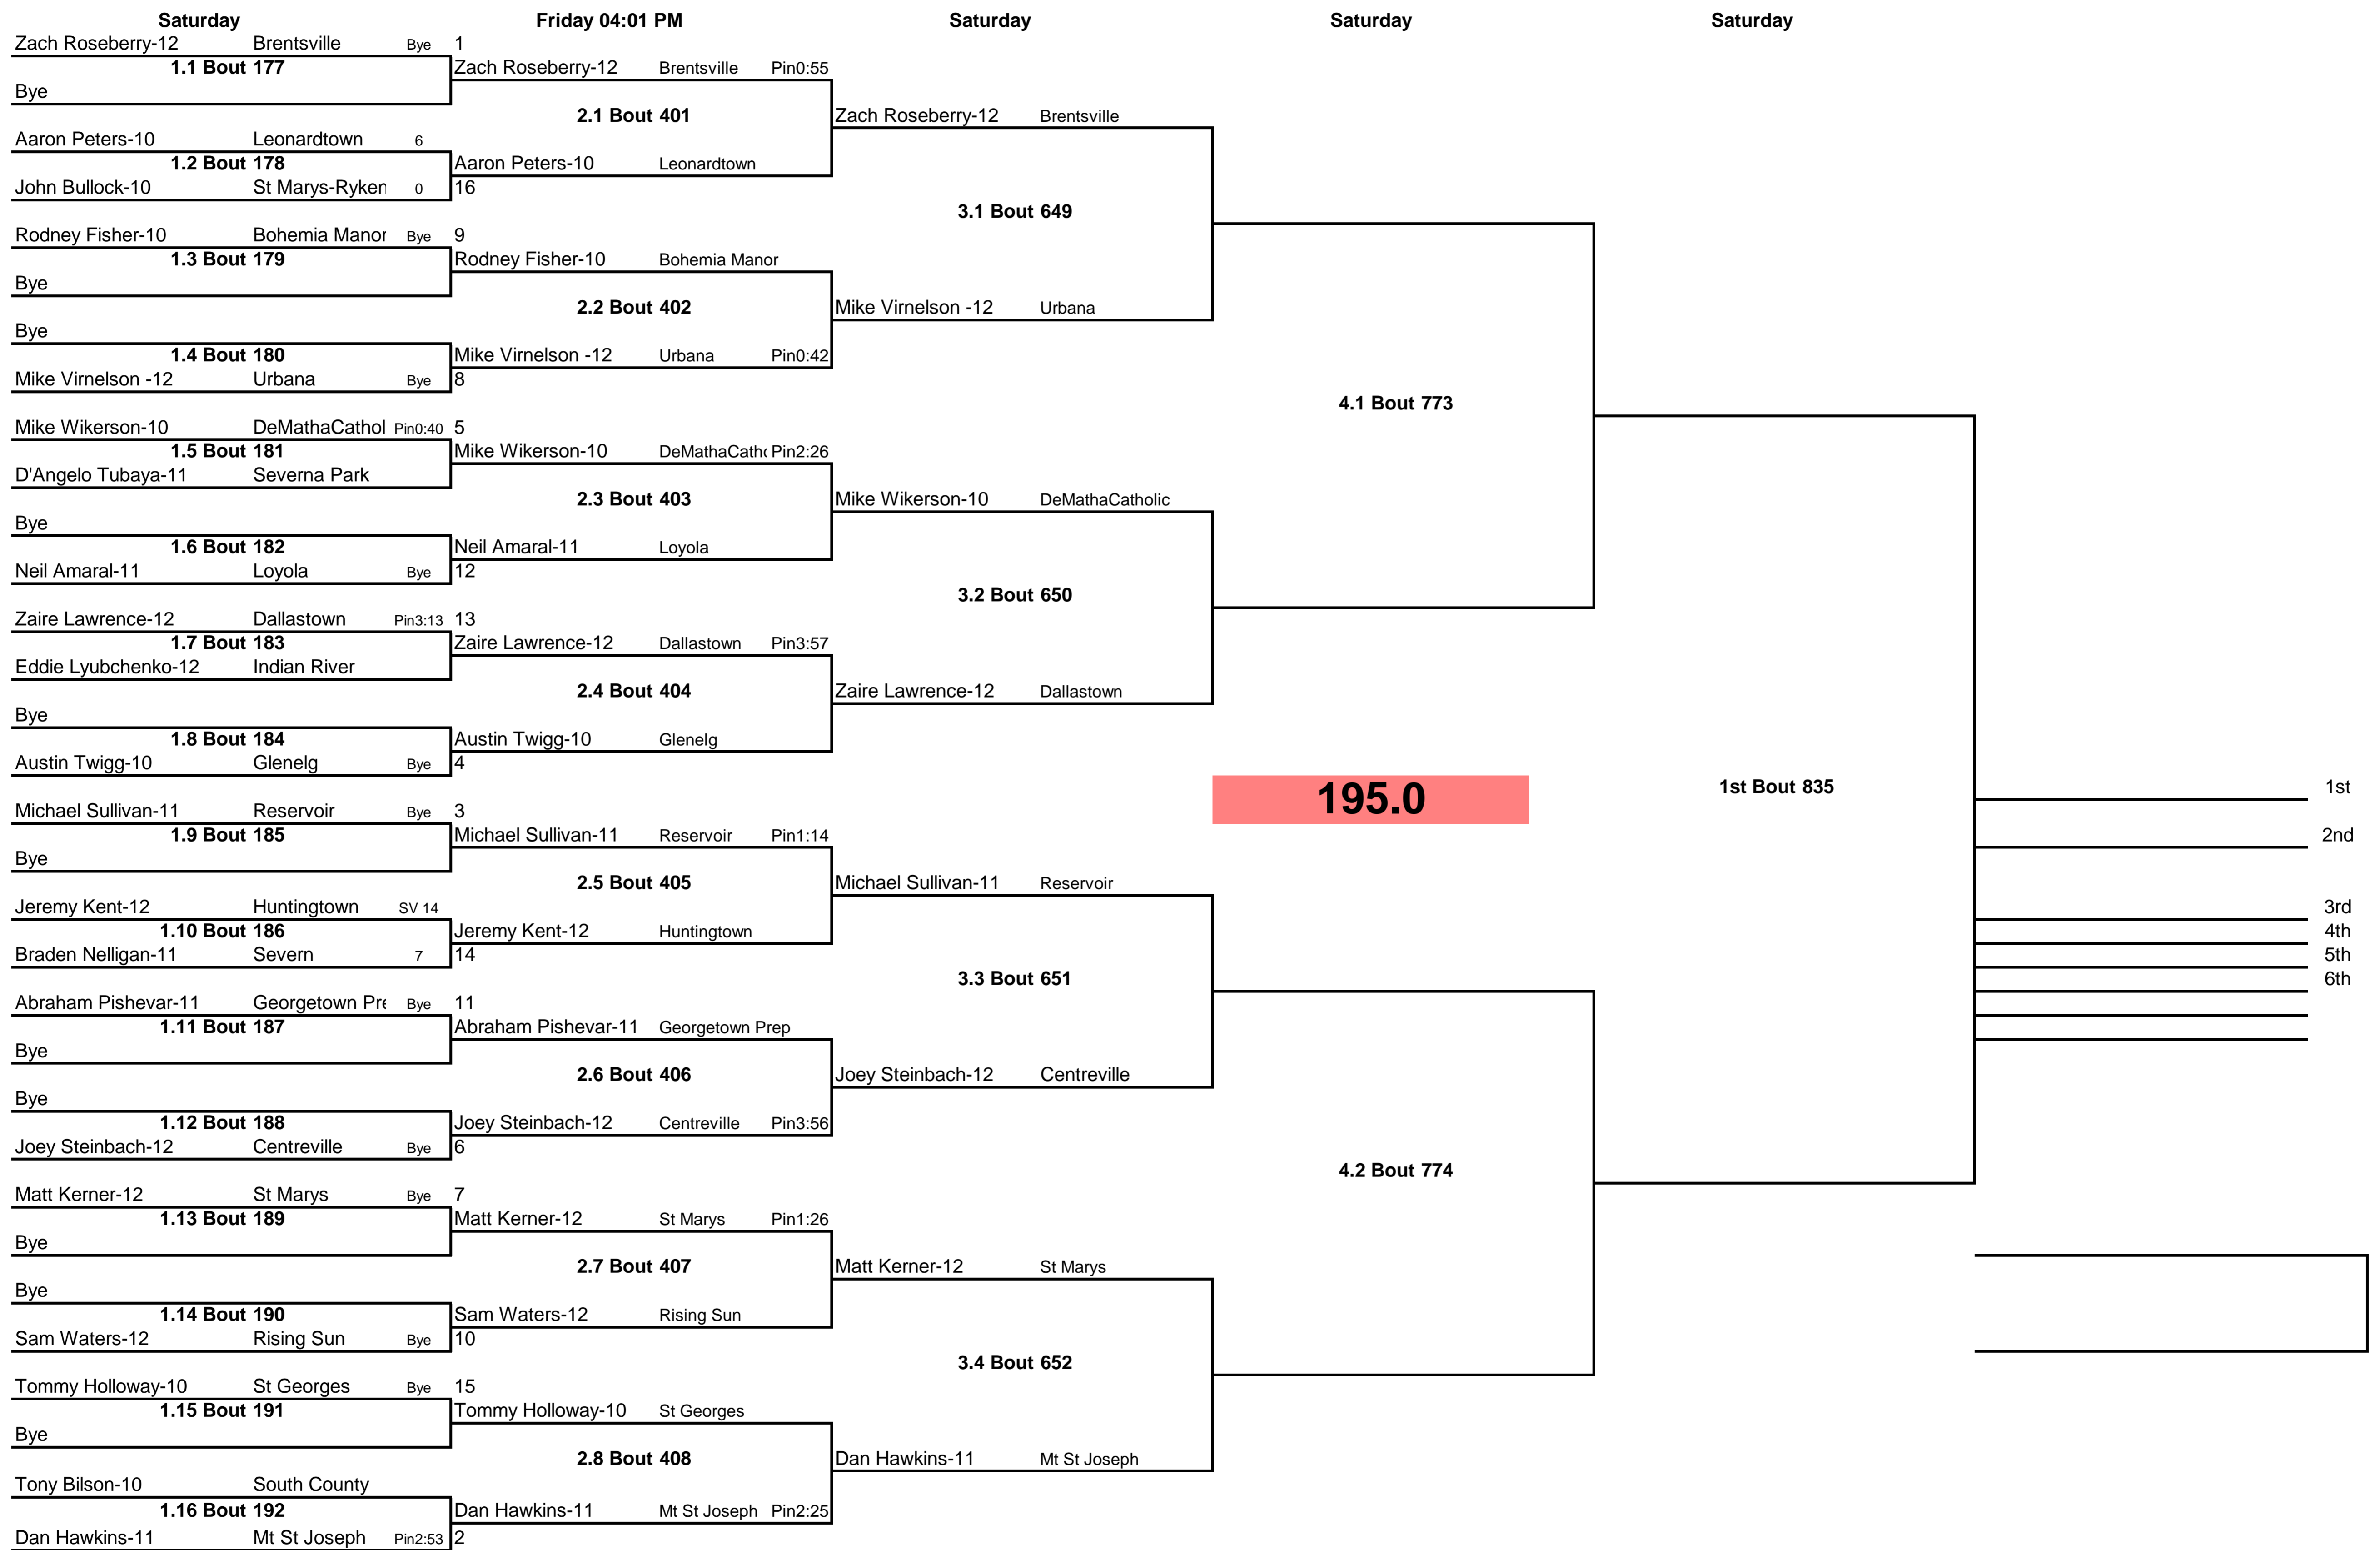 Saturday Friday 04:01 PM Saturday Saturday Saturday
Zach Roseberry-12 Brentsville Bye 1
1.1 Bout 177 Zach Roseberry-12 Brentsville Pin0:55
Bye
2.1 Bout 401 Zach Roseberry-12 Brentsville
Aaron Peters-10 Leonardtown 6
1.2 Bout 178 Aaron Peters-10 Leonardtown
John Bullock-10 St Marys-Ryken 0 16
3.1 Bout 649
Rodney Fisher-10 Bohemia Manor Bye 9
1.3 Bout 179 Rodney Fisher-10 Bohemia Manor
Bye
2.2 Bout 402 Mike Virnelson -12 Urbana
Bye
1.4 Bout 180 Mike Virnelson -12 Urbana Pin0:42
Mike Virnelson -12 Urbana Bye 8
4.1 Bout 773
Mike Wikerson-10 DeMathaCathol Pin0:40 5
1.5 Bout 181 Mike Wikerson-10 DeMathaCath Pin2:26
D'Angelo Tubaya-11 Severna Park
2.3 Bout 403 Mike Wikerson-10 DeMathaCatholic
Bye
1.6 Bout 182 Neil Amaral-11 Loyola
Neil Amaral-11 Loyola Bye 12
3.2 Bout 650
Zaire Lawrence-12 Dallastown Pin3:13 13
1.7 Bout 183 Zaire Lawrence-12 Dallastown Pin3:57
Eddie Lyubchenko-12 Indian River
2.4 Bout 404 Zaire Lawrence-12 Dallastown
Bye
1.8 Bout 184 Austin Twigg-10 Glenelg
Austin Twigg-10 Glenelg Bye 4
195.0 1st Bout 835 1st
Michael Sullivan-11 Reservoir Bye 3
1.9 Bout 185 Michael Sullivan-11 Reservoir Pin1:14 2nd
Bye
2.5 Bout 405 Michael Sullivan-11 Reservoir
Jeremy Kent-12 Huntingtown SV 14 3rd
1.10 Bout 186 Jeremy Kent-12 Huntingtown 4th
Braden Nelligan-11 Severn 7 14 5th
3.3 Bout 651 6th
Abraham Pishevar-11 Georgetown Pre Bye 11
1.11 Bout 187 Abraham Pishevar-11 Georgetown Prep
Bye
2.6 Bout 406 Joey Steinbach-12 Centreville
Bye
1.12 Bout 188 Joey Steinbach-12 Centreville Pin3:56
Joey Steinbach-12 Centreville Bye 6
4.2 Bout 774
Matt Kerner-12 St Marys Bye 7
1.13 Bout 189 Matt Kerner-12 St Marys Pin1:26
Bye
2.7 Bout 407 Matt Kerner-12 St Marys
Bye
1.14 Bout 190 Sam Waters-12 Rising Sun
Sam Waters-12 Rising Sun Bye 10
3.4 Bout 652
Tommy Holloway-10 St Georges Bye 15
1.15 Bout 191 Tommy Holloway-10 St Georges
Bye
2.8 Bout 408 Dan Hawkins-11 Mt St Joseph
Tony Bilson-10 South County
1.16 Bout 192 Dan Hawkins-11 Mt St Joseph Pin2:25
Dan Hawkins-11 Mt St Joseph Pin2:53 2